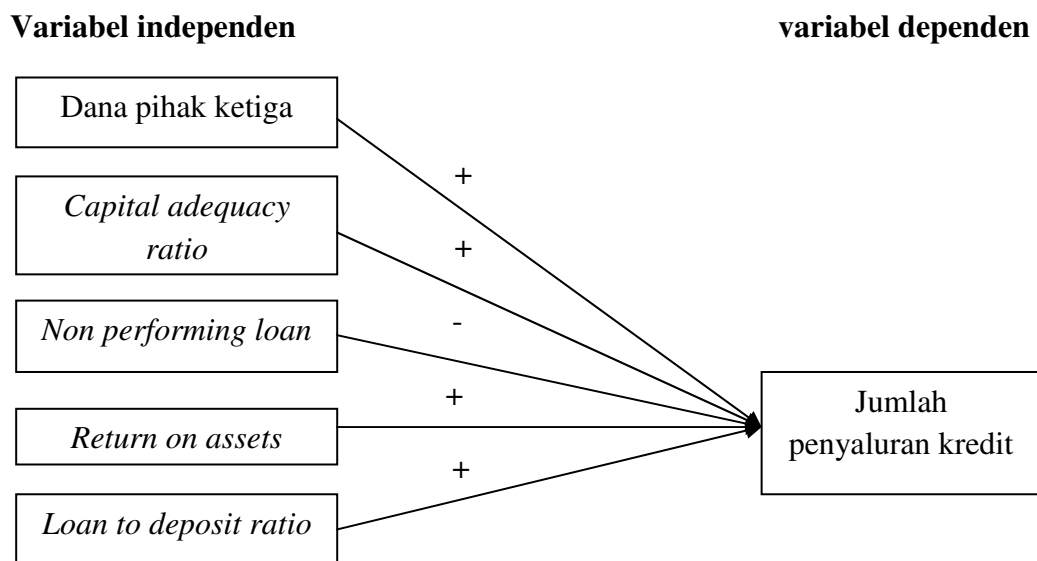 Variabel independen
variabel dependen
Dana pihak ketiga
+
Capital adequacy
ratio
+
Non performing loan
-
Return on assets
+
Loan to deposit ratio
+
Jumlah
penyaluran kredit